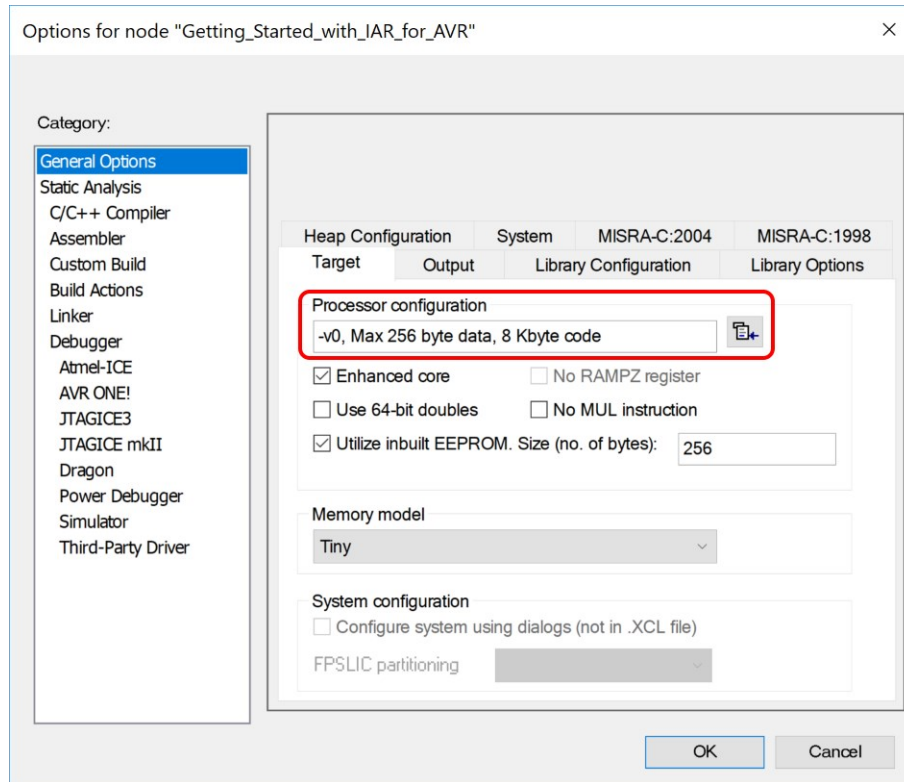 Options for node "Getting_Started_with_IAR_for_AVR"
Category:
General Options
Static Analysis
C/C++ Compiler
Assembler
Custom Build
Build Actions
Linker
Debugger
Atmel-ICE
AVR ONE!
JTAGICE3
JTAGICE mkII
Dragon
Power Debugger
Simulator
Third-Party Driver
Heap Configuration System MISRA-C:2004 MISRA-C:1998
Target Output Library Configuration Library Options
Processor configuration
-v0, Max 256 byte data, 8 Kbyte code
Enhanced core No RAMPZ register
Use 64-bit doubles No MUL instruction
Utilize inbuilt EEPROM. Size (no. of bytes): 256
Memory model
Tiny
System configuration
Configure system using dialogs (not in .XCL file)
FPSLIC partitioning
OK Cancel